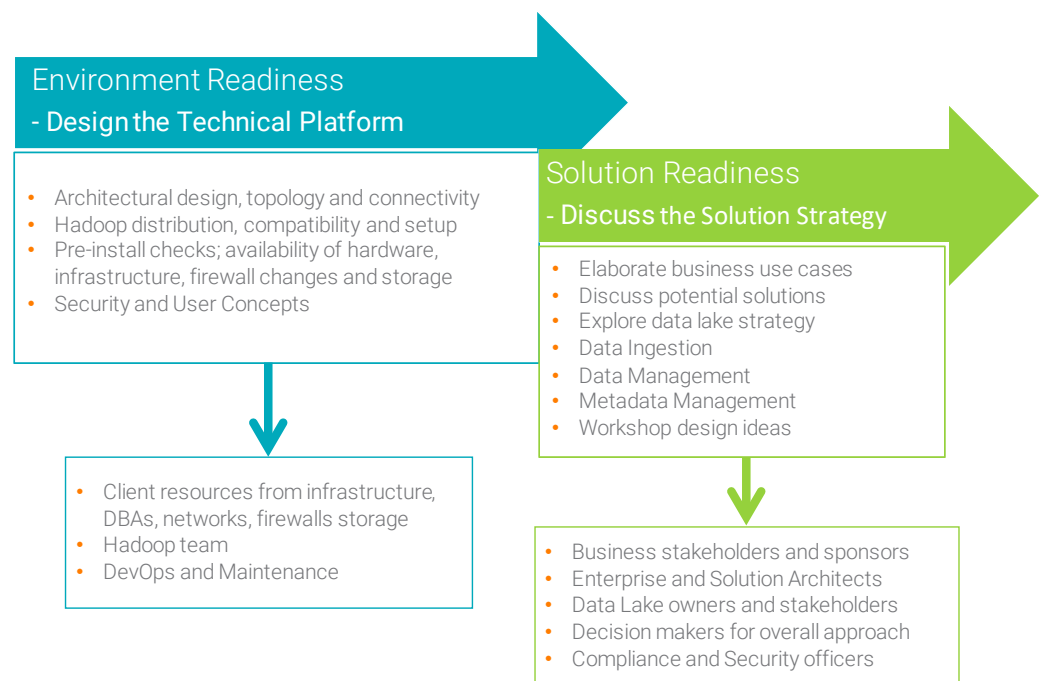 Environment Readiness
- Design the Technical Platform
• Architectural design, topology and connectivity
• Hadoop distribution, compatibility and setup
• Pre-install checks; availability of hardware,
infrastructure, firewall changes and storage
• Security and User Concepts
• Client resources from infrastructure,
DBAs, networks, firewalls storage
• Hadoop team
• DevOps and Maintenance
Solution Readiness
- Discuss the Solution Strategy
• Elaborate business use cases
• Discuss potential solutions
• Explore data lake strategy
• Data Ingestion
• Data Management
• Metadata Management
• Workshop design ideas
• Business stakeholders and sponsors
• Enterprise and Solution Architects
• Data Lake owners and stakeholders
• Decision makers for overall approach
• Compliance and Security officers